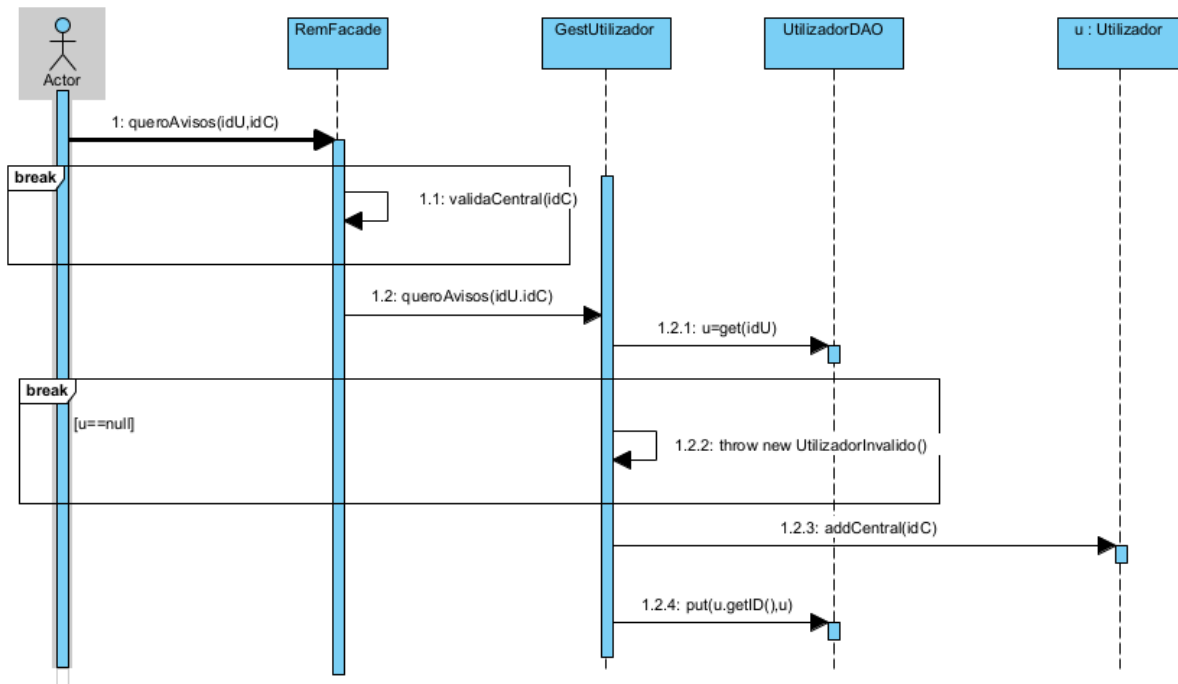 RemFacade
GestUtilizador
UtilizadorDAO
u : Utilizador
Actor
1: queroAvisos(idU,idC)
break
1.1: validaCentral(idC)
1.2: queroAvisos(idU.idC)
1.2.1: u=get(idU)
break
[u==null]
1.2.2: throw new UtilizadorInvalido()
1.2.3: addCentral(idC)
1.2.4: put(u.getID(),u)